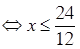 ⇔ x ≤ 24/12